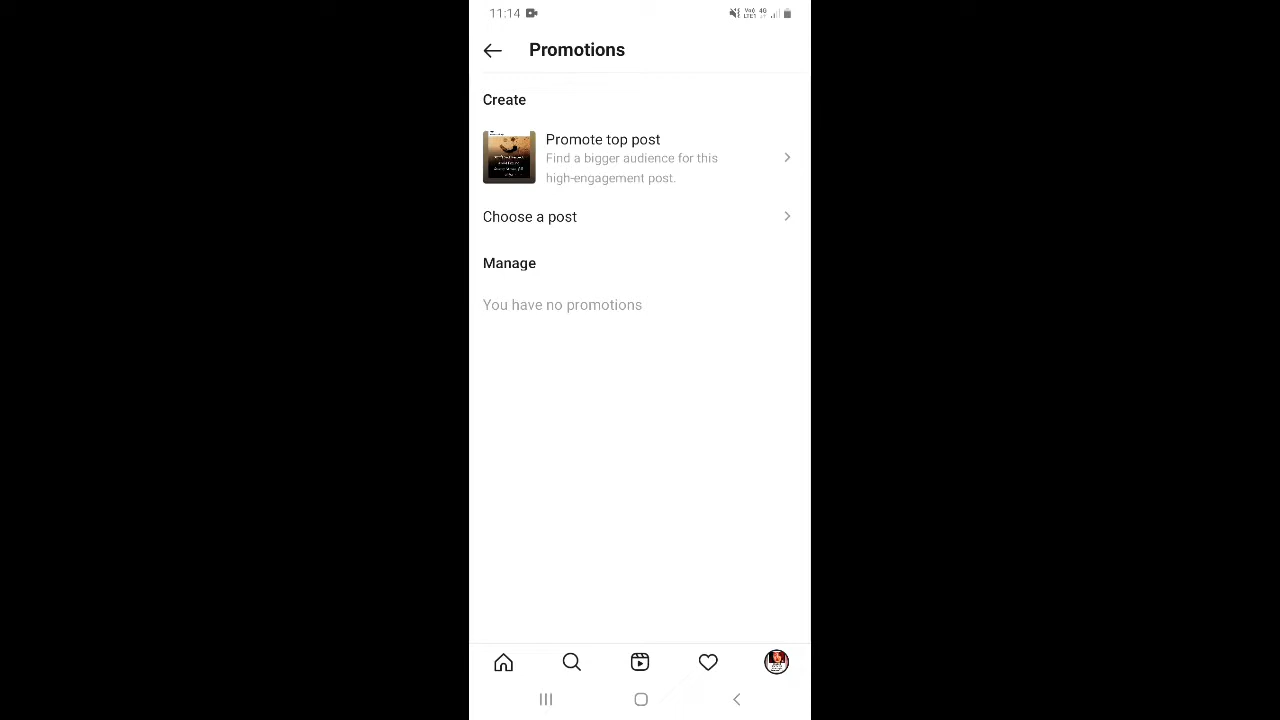 11:14
Promotions
Create
Promote top post
Find a bigger audience for this
high-engagement post.
Choose a post
Manage
You have no promotions